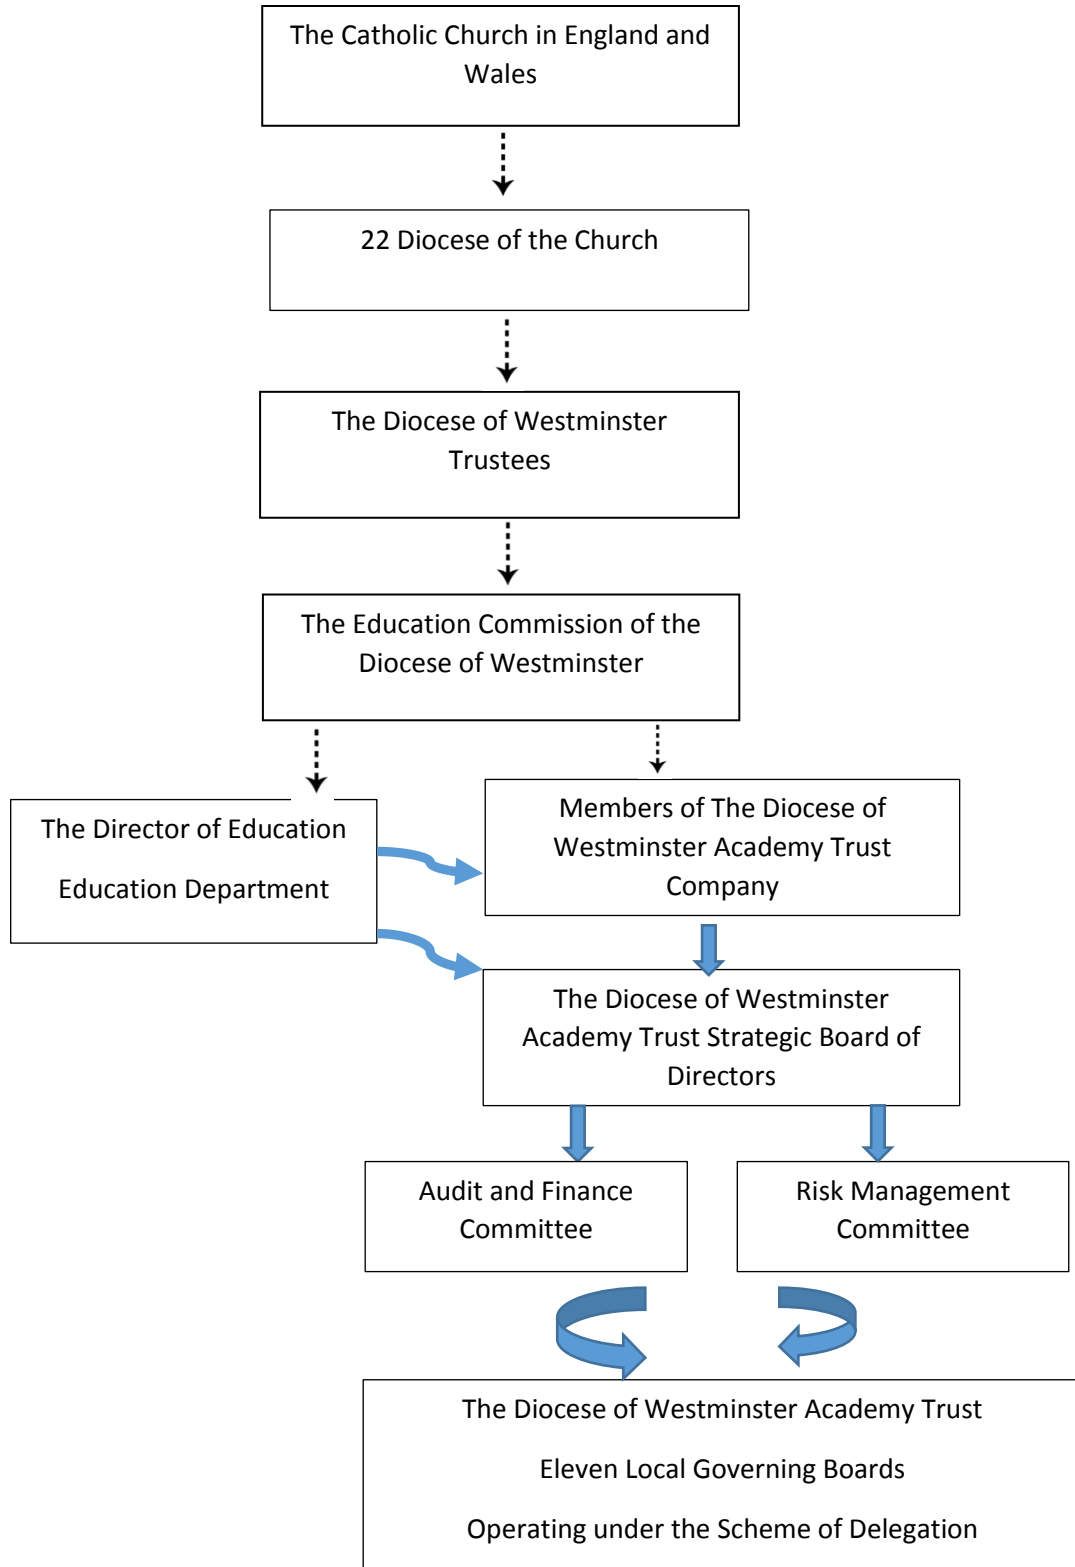 The Catholic Church in England and
Wales
22 Diocese of the Church
The Diocese of Westminster
Trustees
The Education Commission of the
Diocese of Westminster
The Director of Education
Education Department
Members of The Diocese of
Westminster Academy Trust
Company
The Diocese of Westminster
Academy Trust Strategic Board of
Directors
Audit and Finance
Committee
Risk Management
Committee
The Diocese of Westminster Academy Trust
Eleven Local Governing Boards
Operating under the Scheme of Delegation